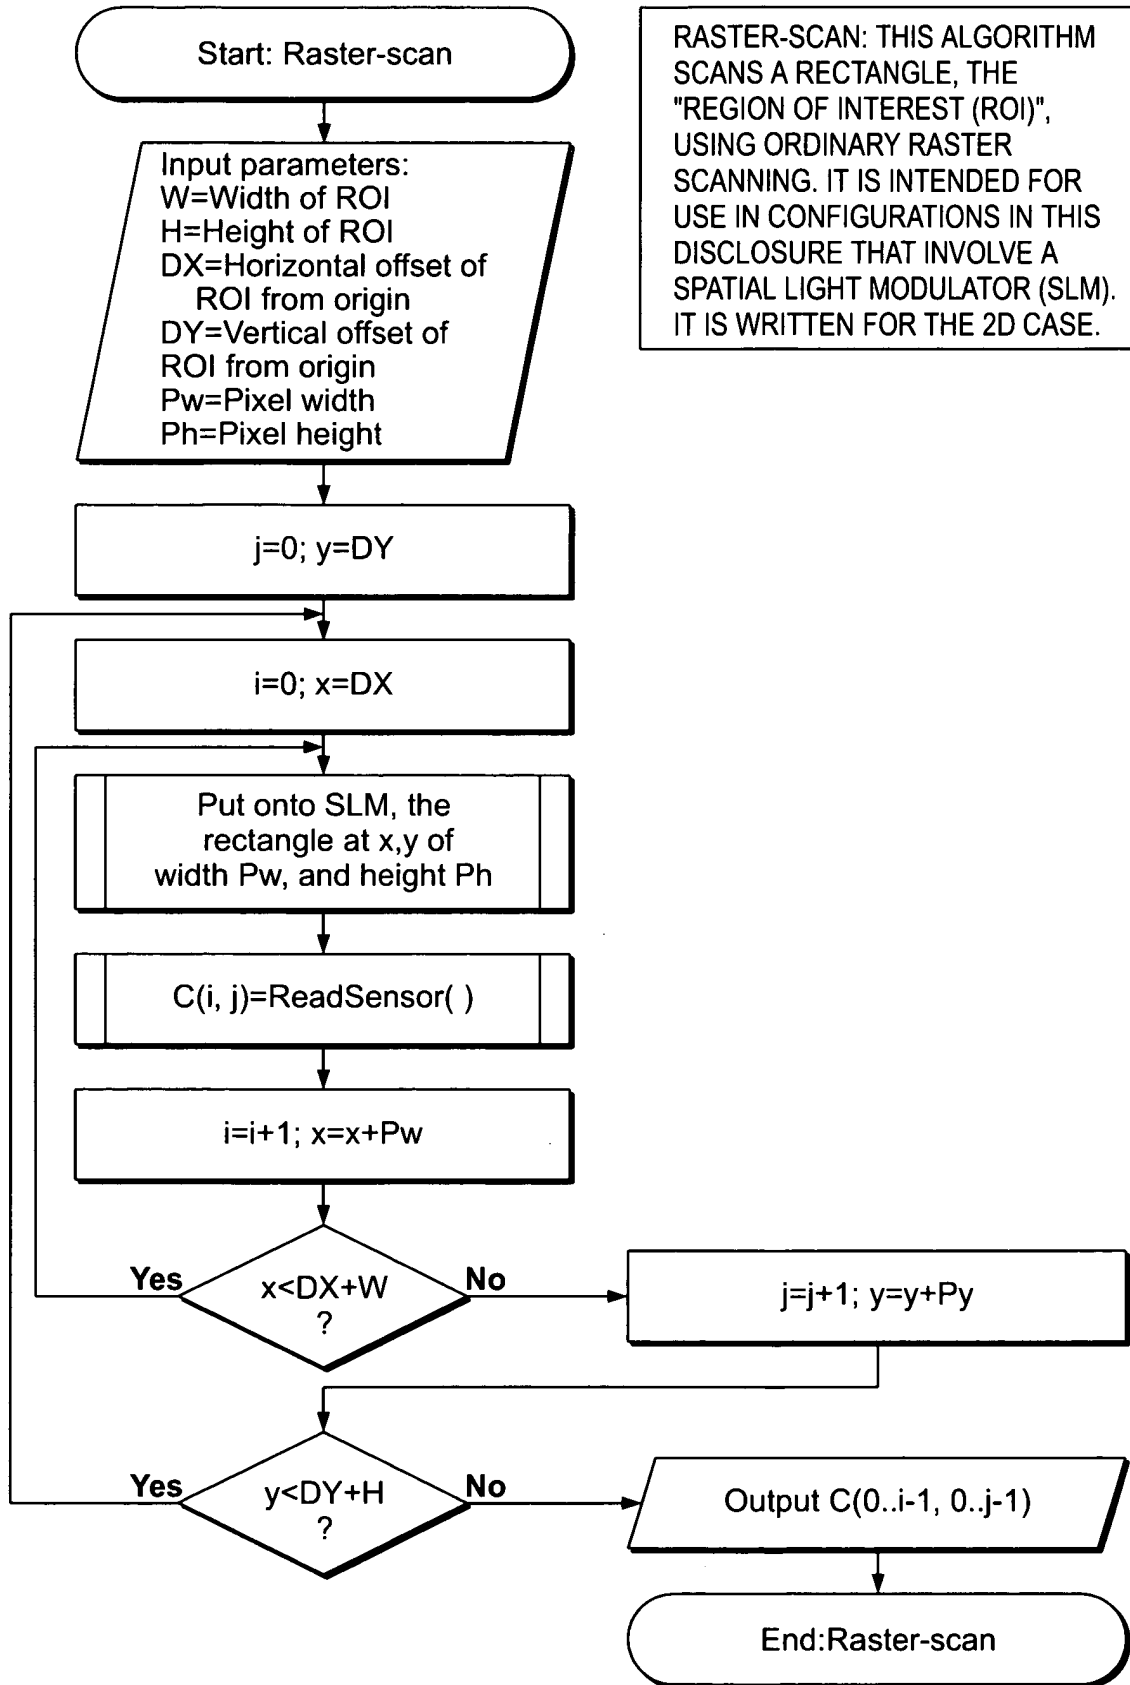 Start: Raster-scan
RASTER-SCAN: THIS ALGORITHM
SCANS A RECTANGLE, THE
"REGION OF INTEREST (ROI)",
USING ORDINARY RASTER
SCANNING. IT IS INTENDED FOR
USE IN CONFIGURATIONS IN THIS
DISCLOSURE THAT INVOLVE A
SPATIAL LIGHT MODULATOR (SLM).
IT IS WRITTEN FOR THE 2D CASE.
Input parameters:
W=Width of ROI
H=Height of ROI
DX=Horizontal offset of
ROI from origin
DY=Vertical offset of
ROI from origin
Pw=Pixel width
Ph=Pixel height
j=0; y=DY
i=0; x=DX
Put onto SLM, the
rectangle at x,y of
width Pw, and height Ph
C(i, j)=ReadSensor( )
i=i+1; x=x+Pw
Yes
x<DX+W
?
No
j=j+1; y=y+Py
Yes
y<DY+H
?
No
Output C(0..i-1, 0..j-1)
End:Raster-scan